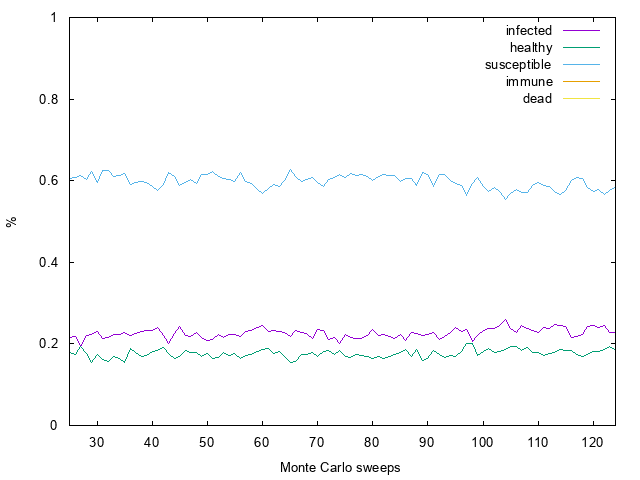 1
0.8
0.6
0.4
0.2
0
%
infected
healthy
susceptible
immune
dead
30 40 50 60 70 80 90 100 110 120
Monte Carlo sweeps